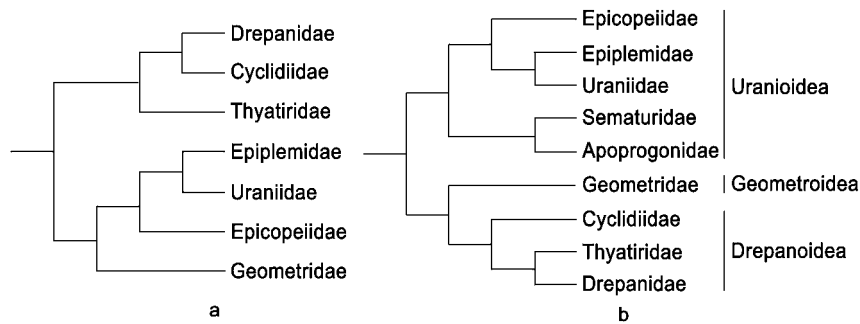 Drepanidae
Cyclidiidae
Thyatiridae
Epiplemidae
Uraniidae
Epicopeiidae
Geometridae
a
Epicopeiidae
Epiplemidae
Uraniidae
Sematuridae
Apoprogonidae
Uranioidea
Geometridae
Geometroidea
Cyclidiidae
Thyatiridae
Drepanidae
Drepanoidea
b